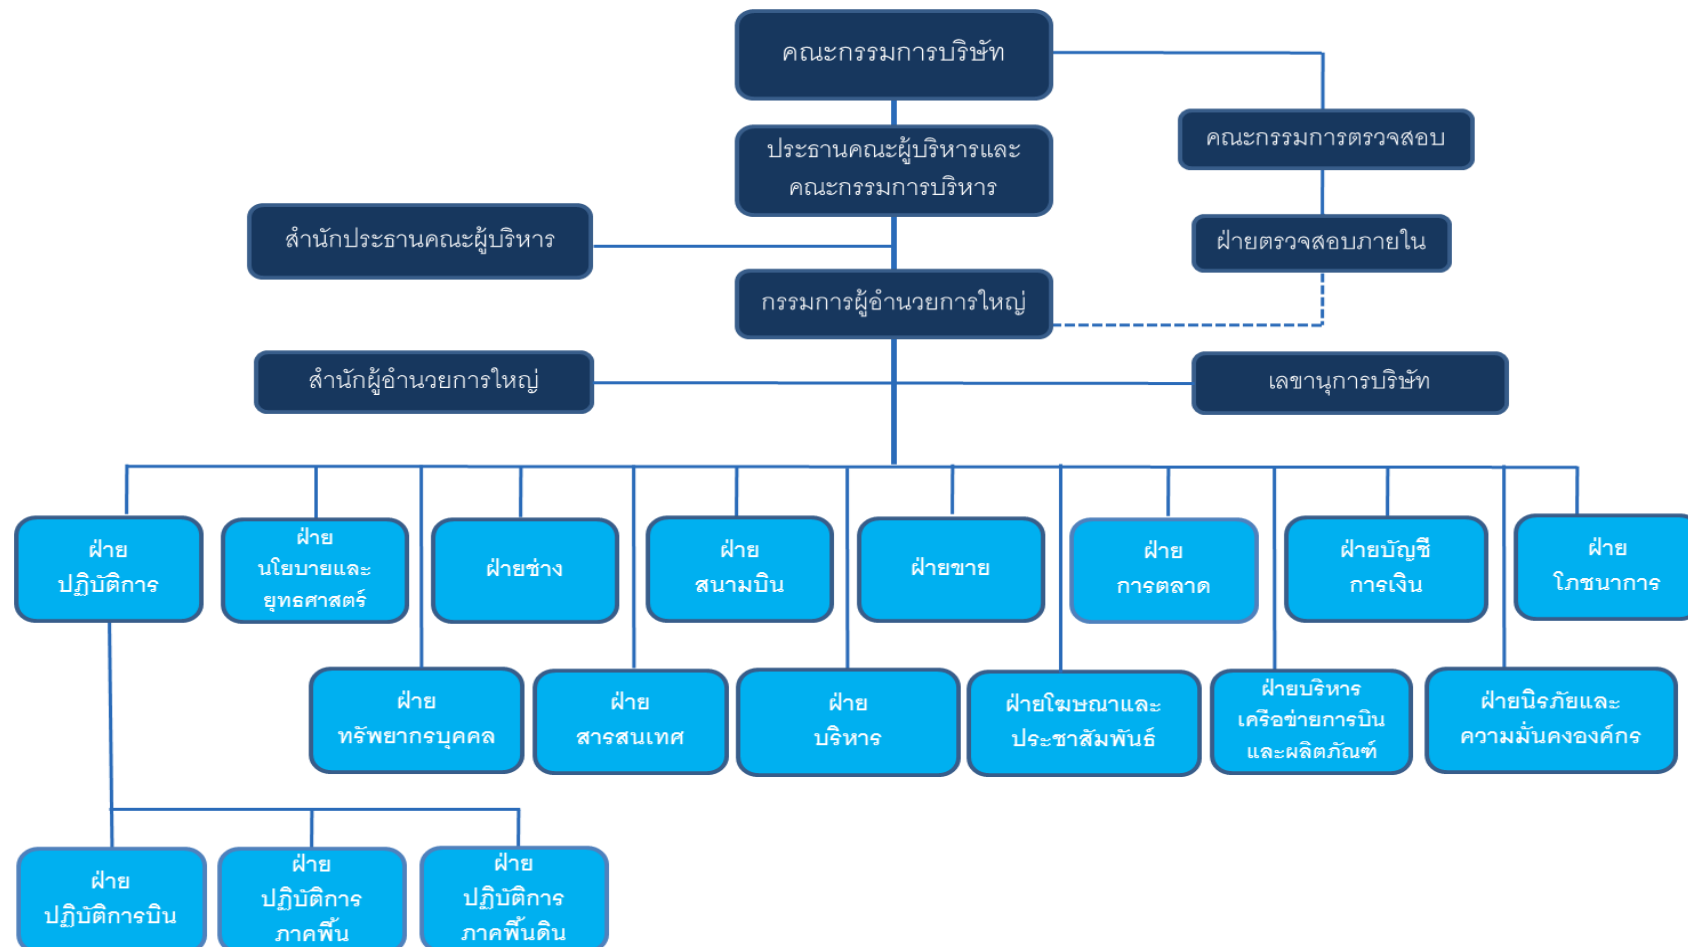 คณะกรรมการบริษัท
ประธานคณะผู้บริหารและ
คณะกรรมการบริหาร
คณะกรรมการตรวจสอบ
สำนักประธานคณะผู้บริหาร
ฝ่ายตรวจสอบภายใน
กรรมการผู้อำนวยการใหญ่
สำนักผู้อำนวยการใหญ่
เลขานุการบริษัท
ฝ่าย
ปฏิบัติการ
ฝ่าย
นโยบายและ
ยุทธศาสตร์
ฝ่ายช่าง
ฝ่าย
สนามบิน
ฝ่ายขาย
ฝ่าย
การตลาด
ฝ่ายบัญชี
การเงิน
ฝ่าย
โภชนาการ
ฝ่าย
ทรัพยากรบุคคล
ฝ่าย
สารสนเทศ
ฝ่าย
บริหาร
ฝ่ายโฆษณาและ
ประชาสัมพันธ์
ฝ่ายบริหาร
เครือข่ายการบิน
และผลิตภัณฑ์
ฝ่ายนิรภัยและ
ความมั่นคงองค์กร
ฝ่าย
ปฏิบัติการบิน
ฝ่าย
ปฏิบัติการ
ภาคพื้น
ฝ่าย
ปฏิบัติการ
ภาคพื้นดิน